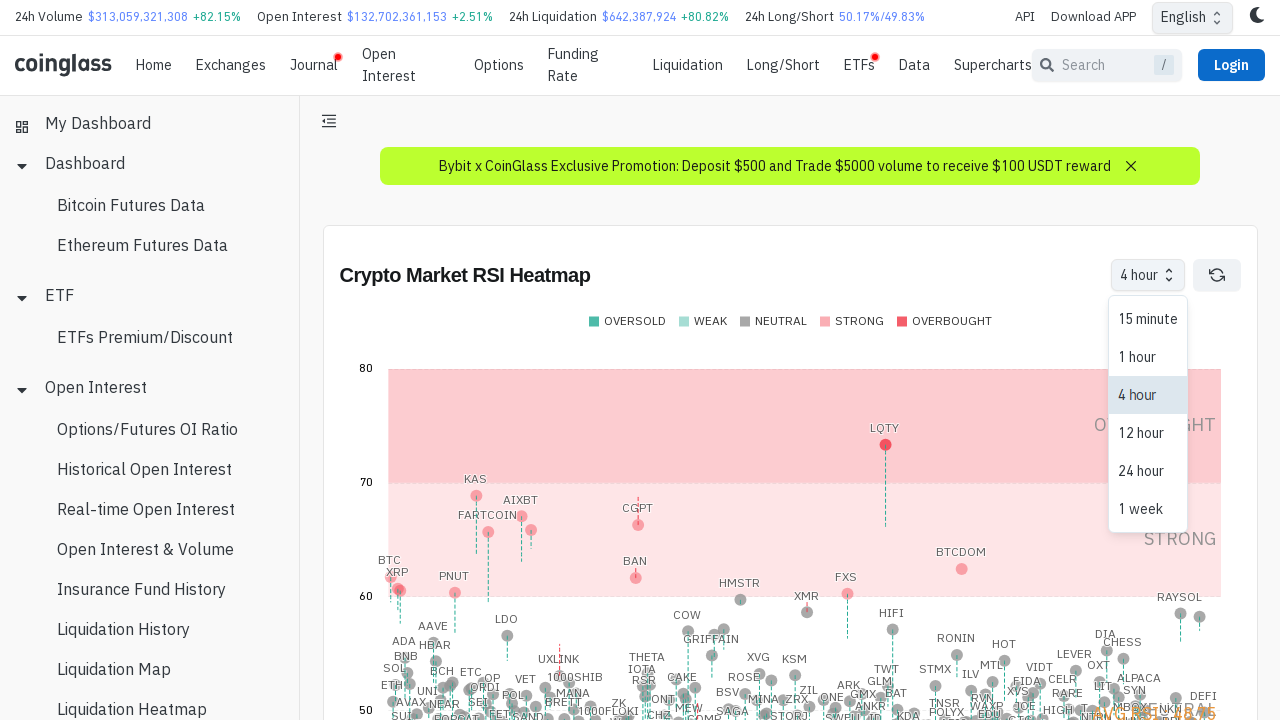 24h Volume $313,059,321,308 +82.15% Open Interest $132,702,361,153 +2.51% 24h Liquidation $642,387,924 +80.82% 24h Long/Short 50.17%/49.83% API Download APP English
coinglass Home Exchanges Journal Open Interest Options Funding Rate Liquidation Long/Short ETFs Data Supercharts Search / Login
My Dashboard
Dashboard
Bitcoin Futures Data
Ethereum Futures Data
ETF
ETFs Premium/Discount
Open Interest
Options/Futures OI Ratio
Historical Open Interest
Real-time Open Interest
Open Interest & Volume
Insurance Fund History
Liquidation History
Liquidation Map
Liquidation Heatmap
Bybit x CoinGlass Exclusive Promotion: Deposit $500 and Trade $5000 volume to receive $100 USDT reward
Crypto Market RSI Heatmap
4 hour
15 minute
1 hour
4 hour
12 hour
24 hour
1 week
OVERSOLD WEAK NEUTRAL STRONG OVERBOUGHT
80
LQTY
70
KAS
AIXBT
FARTCOIN
CGPT
STRONG
BTC
XRP
BAN
BTCDOM
PNUT
HMSTR
FXS
60
XMR
RAYSOL
LDO
COW
HIFI
AAVE
ADA
HBAR
GRIFFAIN
RONIN
HOT
DIA
CHESS
BNB
UXLINK
THETA
XVG
KSM
LEVER
SOL
BCH
ETC
IOTA
TWT
STMX
MTL
VIDT
OXT
OP
VET
1000SHIB
RSR
CAKE
ROSE
GLM
ILV
FIDA
CELR
ALPACA
ETH
UNI
ORDI
POL
MANA
BSV
MINA
ZRX
ZIL
ARK
GMX
BAT
RVN
XVS
RARE
LIT
SYN
DEFI
AVAX
NEAR
BRETT
ZK
ONT
MEW
ONE
ANKR
TNSR
WAXP
JOE
MBOX
50
SUI
SAND
1000FLOKI
CHZ
SAGA
STORJ
KDA
POLYX
HIGH